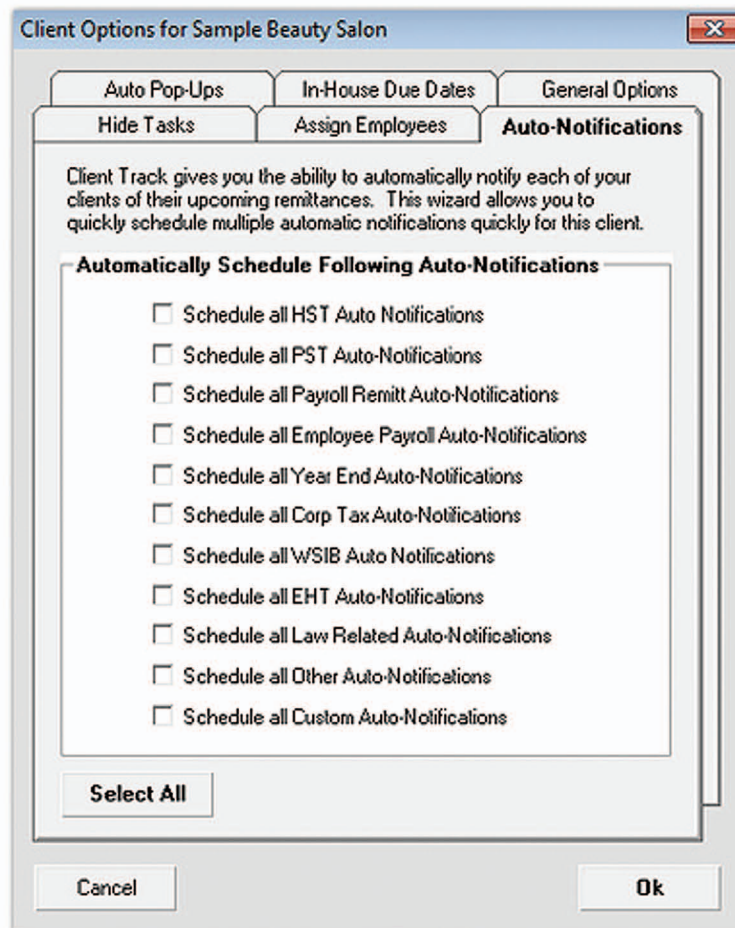 Client Options for Sample Beauty Salon
Auto Pop-Ups
In-House Due Dates
General Options
Hide Tasks
Assign Employees
Auto-Notifications
Client Track gives you the ability to automatically notify each of your
clients of their upcoming remittances. This wizard allows you to
quickly schedule multiple automatic notifications quickly for this client.
Automatically Schedule Following Auto-Notifications
Schedule all HST Auto Notifications
Schedule all PST Auto-Notifications
Schedule all Payroll Remitt Auto-Notifications
Schedule all Employee Payroll Auto-Notifications
Schedule all Year End Auto-Notifications
Schedule all Corp Tax Auto-Notifications
Schedule all WSIB Auto Notifications
Schedule all EHT Auto-Notifications
Schedule all Law Related Auto-Notifications
Schedule all Other Auto-Notifications
Schedule all Custom Auto-Notifications
Select All
Cancel
Ok